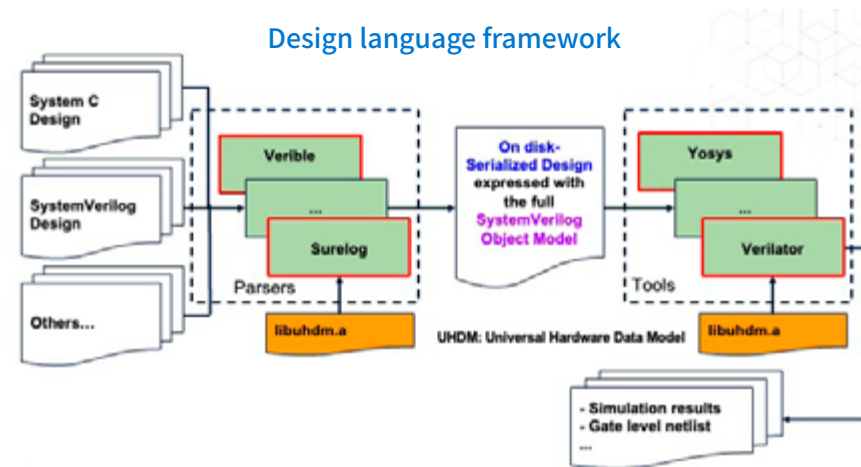 Design language framework
System C
Design
SystemVerilog
Design
Others...
Verible
...
Surelog
Parsers
libuhdm.a
On disk-
Serialized Design
expressed with
the full
SystemVerilog
Object Model
UHDM: Universal Hardware Data Model
Yosys
...
Verilator
Tools
libuhdm.a
- Simulation results
- Gate level netlist
...